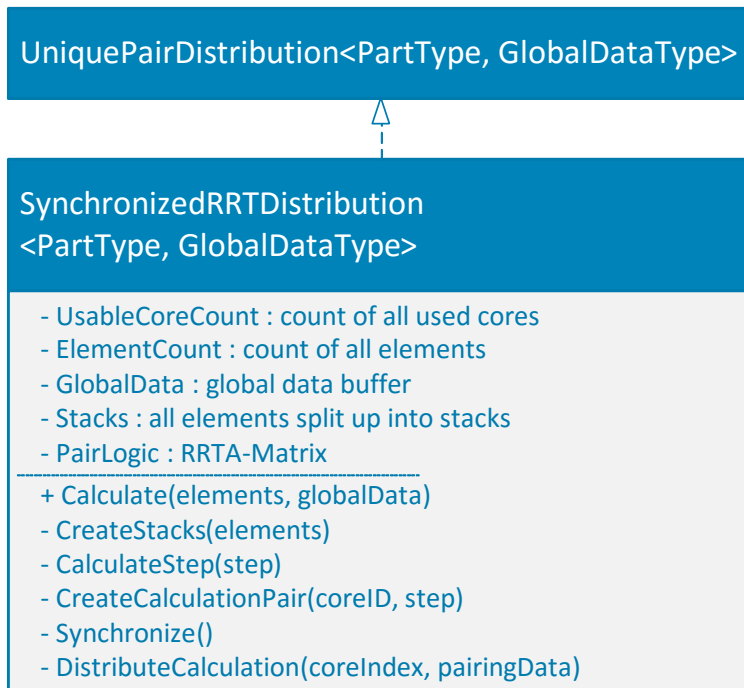 UniquePairDistribution<PartType, GlobalDataType>
SynchronizedRRTDistribution
<PartType, GlobalDataType>
- UsableCoreCount : count of all used cores
- ElementCount : count of all elements
- GlobalData : global data buffer
- Stacks : all elements split up into stacks
- PairLogic : RRTA-Matrix
+ Calculate(elements, globalData)
- CreateStacks(elements)
- CalculateStep(step)
- CreateCalculationPair(coreID, step)
- Synchronize()
- DistributeCalculation(coreIndex, pairingData)